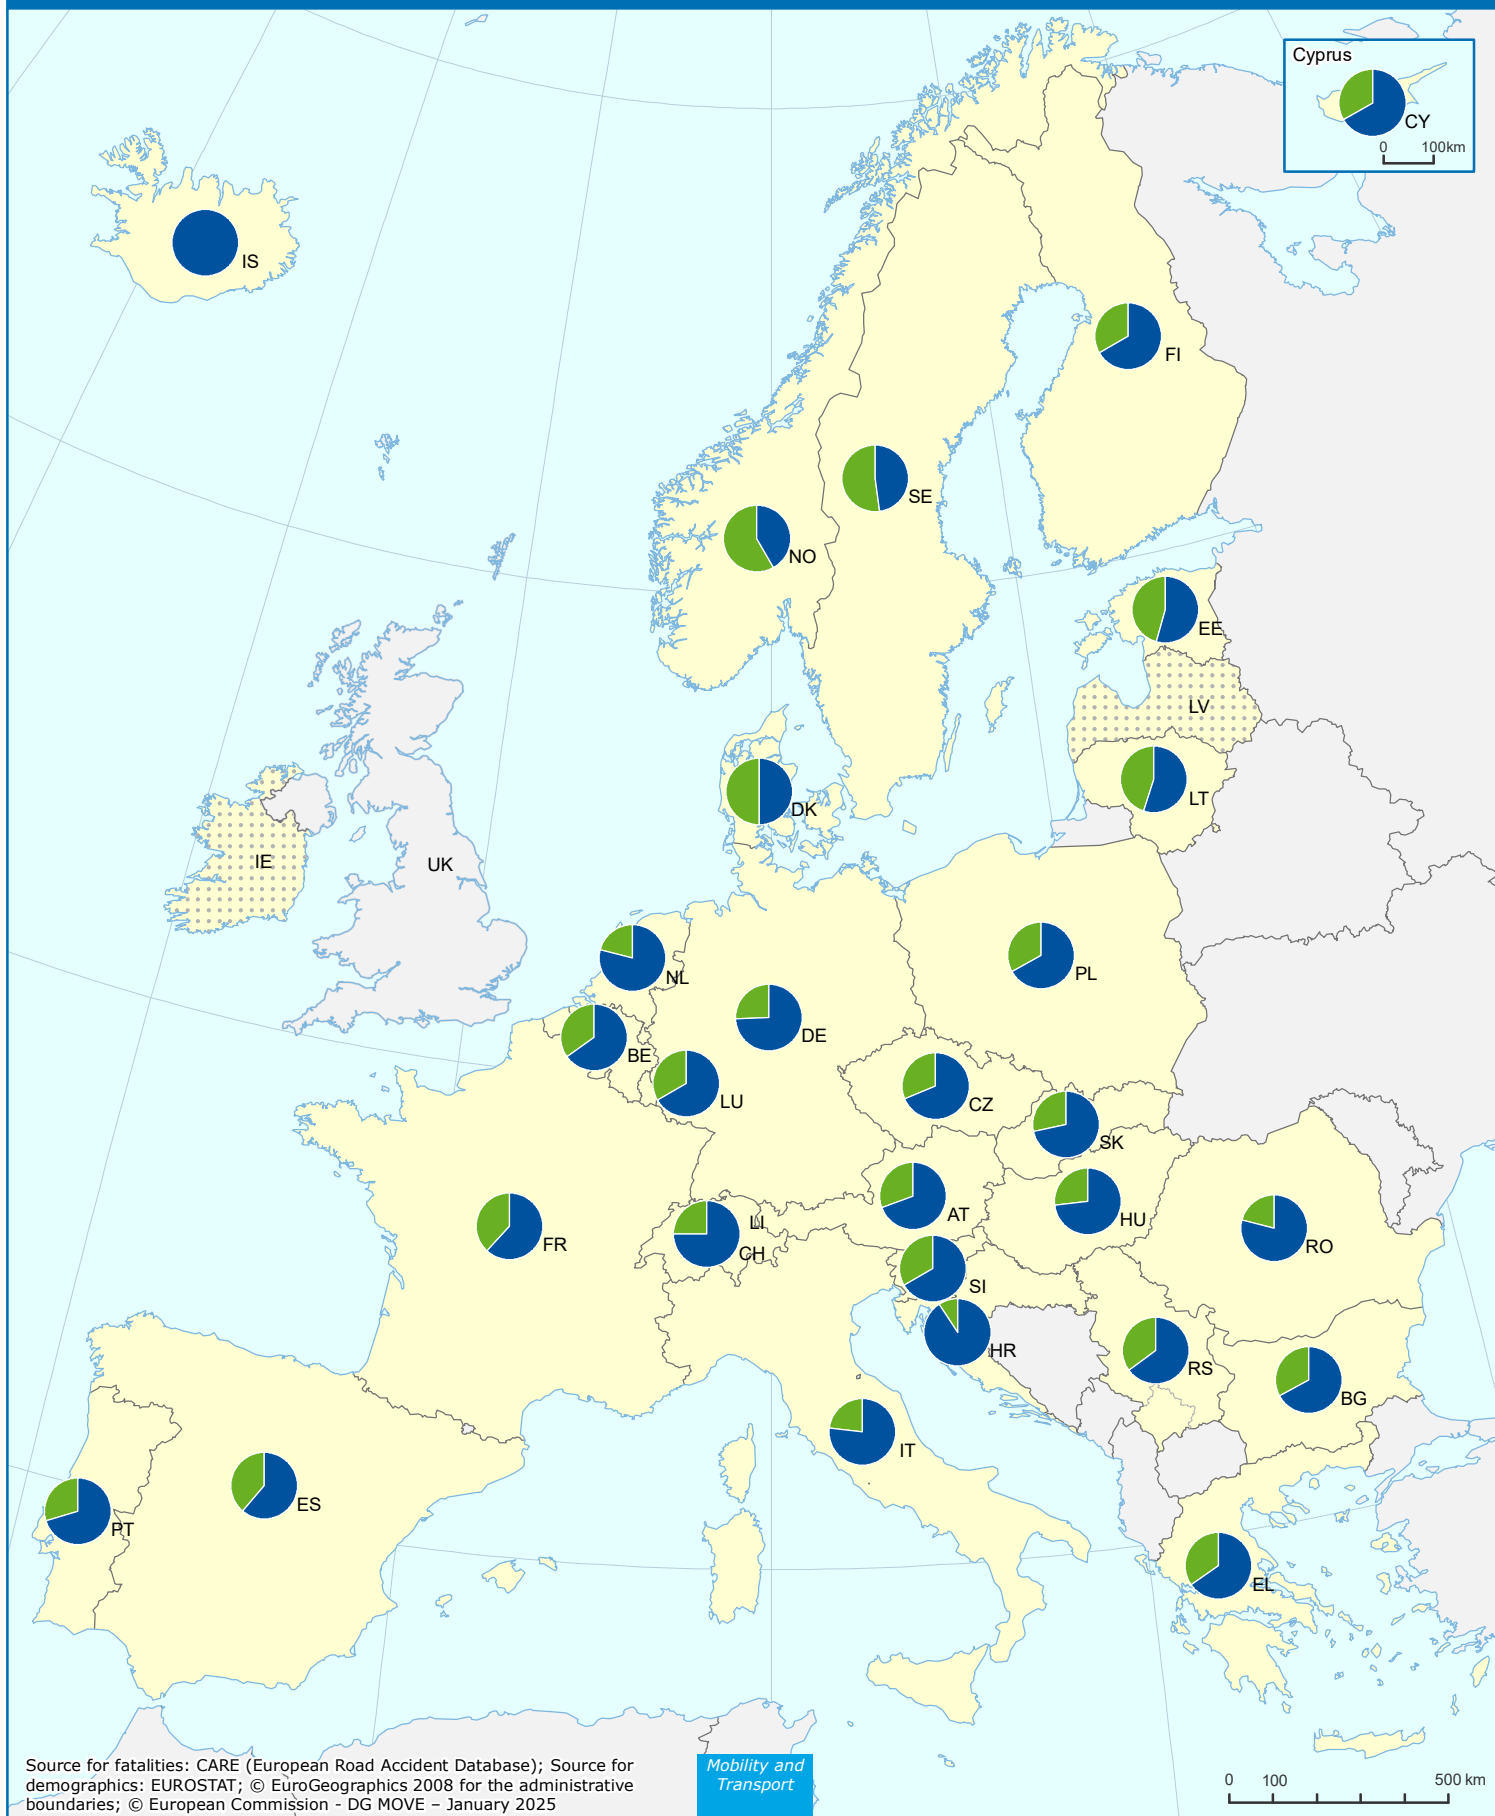 Cyprus
CY
0 100km
IS
FI
SE
NO
EE
LV
LT
DK
IE
UK
NL
PL
DE
BE
LU
CZ
SK
AT
HU
FR
LI
CH
RO
SI
HR
RS
BG
IT
ES
PT
EL
Source for fatalities: CARE (European Road Accident Database); Source for
demographics: EUROSTAT; © EuroGeographics 2008 for the administrative
boundaries; © European Commission - DG MOVE – January 2025
Mobility and
Transport
0 100 500 km